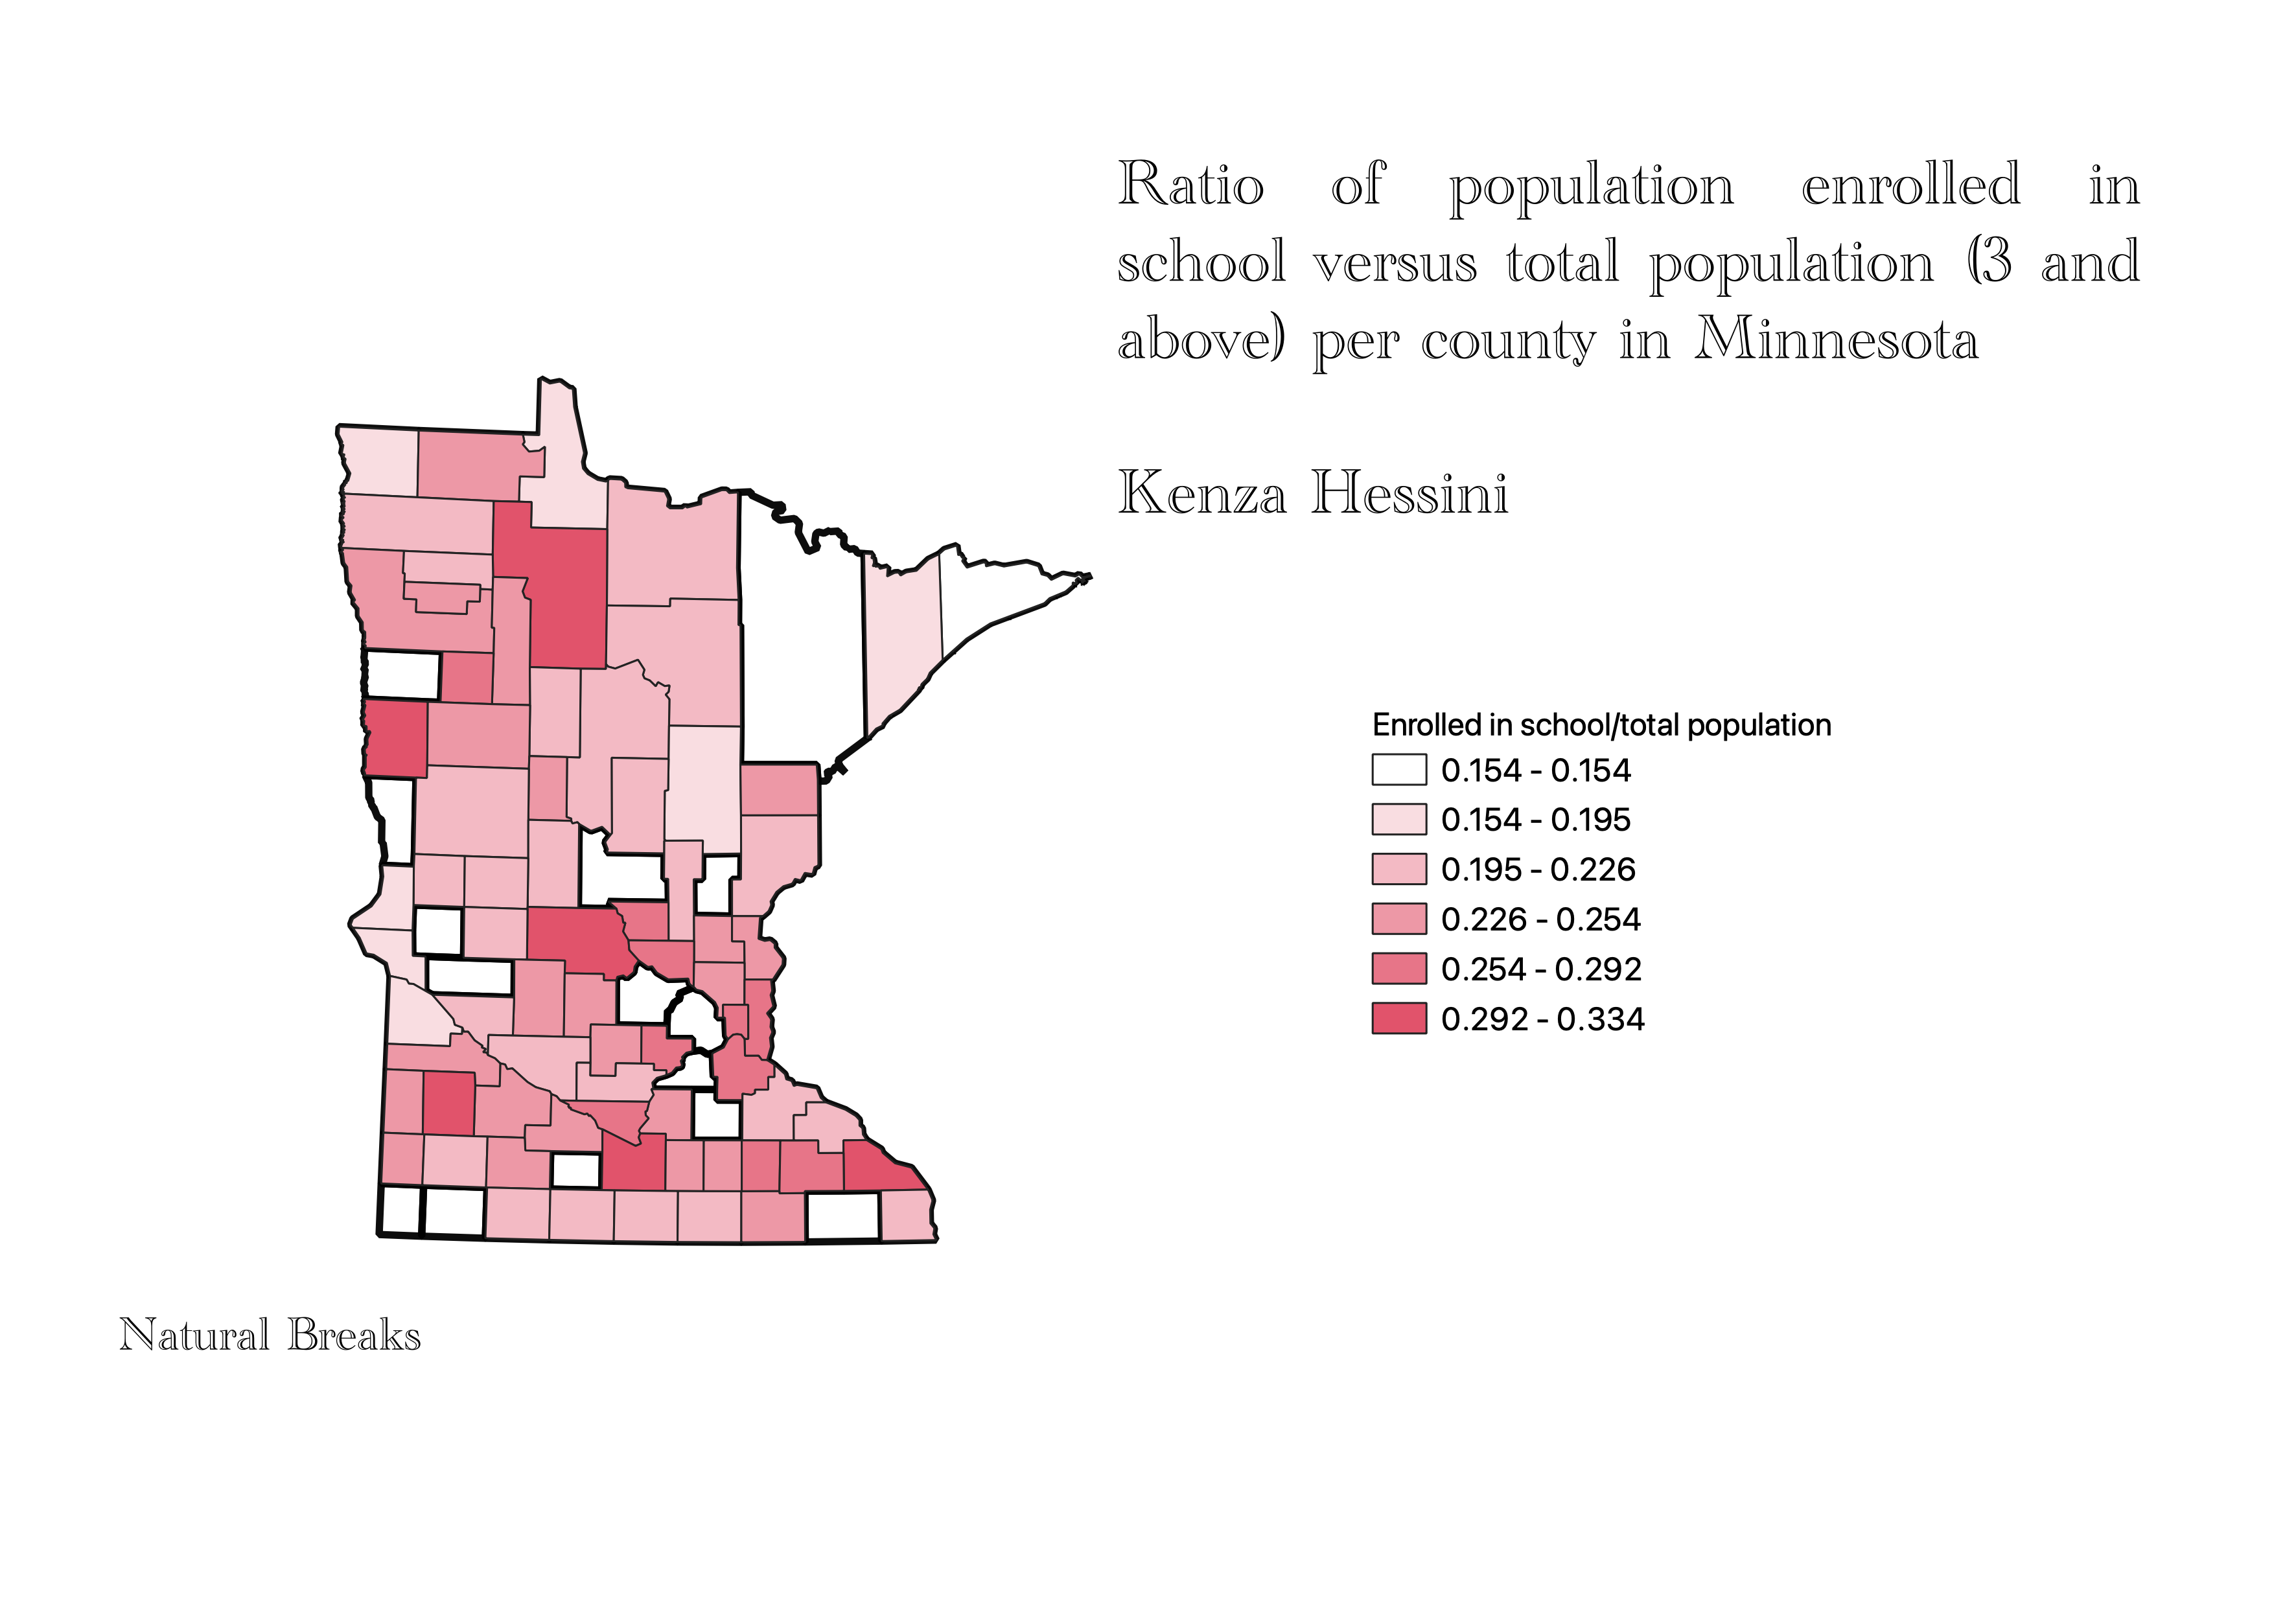 Ratio of population enrolled in
school versus total population (3 and
above) per county in Minnesota
Kenza Hessini
Enrolled in school/total population
0.154 - 0.154
0.154 - 0.195
0.195 - 0.226
0.226 - 0.254
0.254 - 0.292
0.292 - 0.334
Natural Breaks